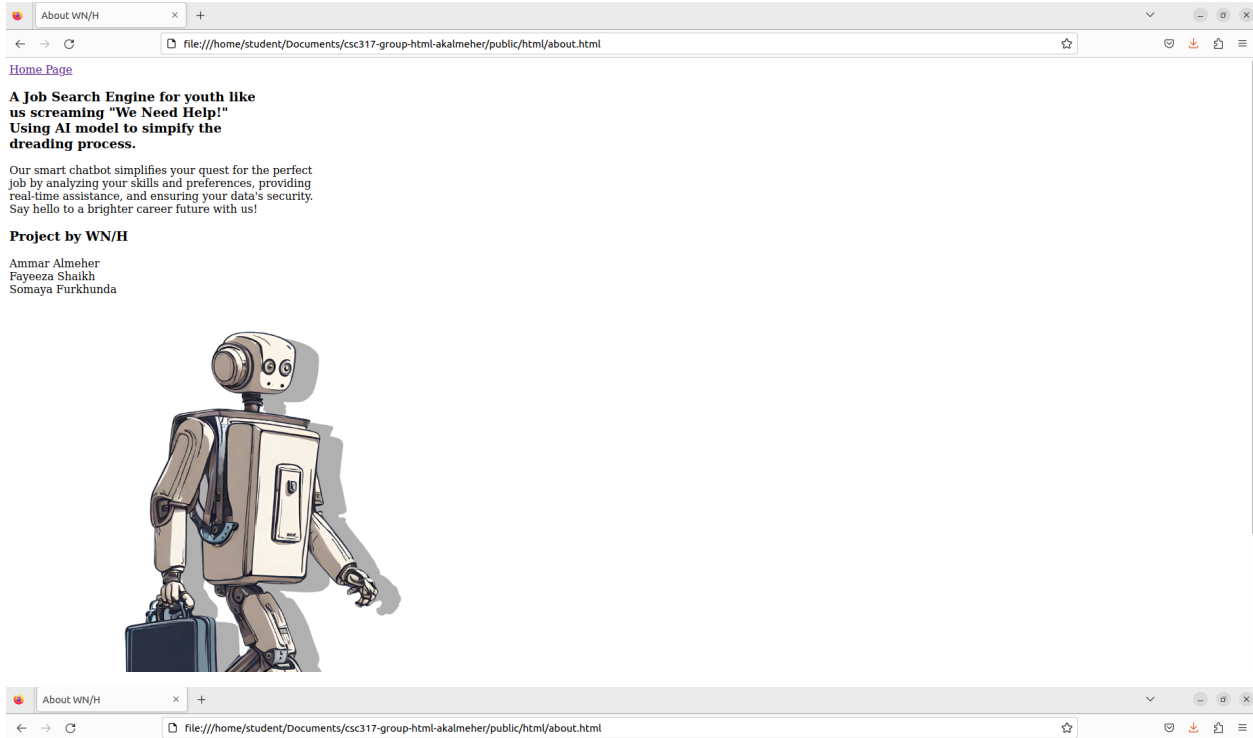 About WN/H
file:///home/student/Documents/csc317-group-html-akalmeher/public/html/about.html
Home Page
A Job Search Engine for youth like
us screaming "We Need Help!"
Using AI model to simpify the
dreading process.
Our smart chatbot simplifies your quest for the perfect
job by analyzing your skills and preferences, providing
real-time assistance, and ensuring your data's security.
Say hello to a brighter career future with us!
Project by WN/H
Ammar Almeher
Fayeeza Shaikh
Somaya Furkhunda
About WN/H
file:///home/student/Documents/csc317-group-html-akalmeher/public/html/about.html